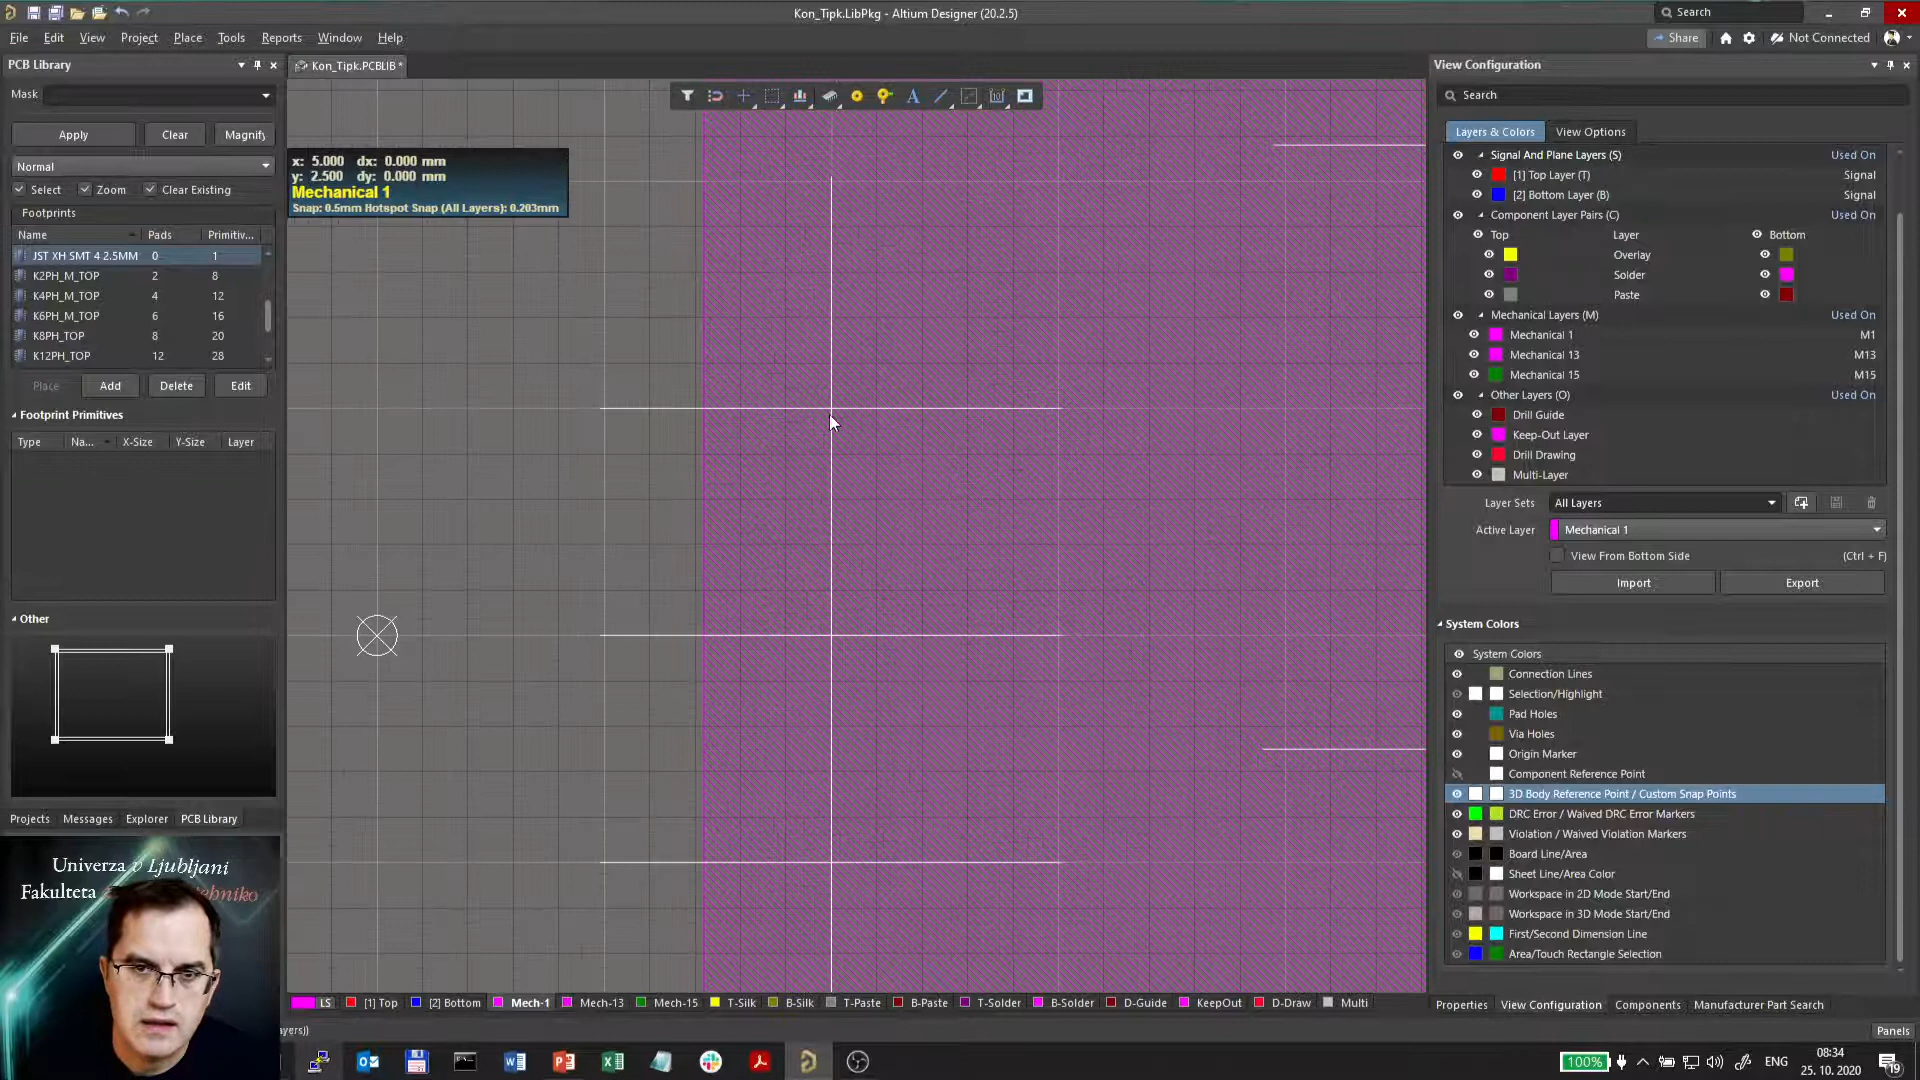 Kon_Tipk.LibPkg - Altium Designer (20.2.5)
Search
File Edit View Project Place Tools Reports Window Help
Share
Not Connected
PCB Library
Kon_Tipk.PCBLIB *
View Configuration
Mask
Search
Apply Clear Magnify
Layers & Colors View Options
Normal
Select Zoom Clear Existing
x: 5.000 dx: 0.000 mm
y: 2.500 dy: 0.000 mm
Mechanical 1
Snap: 0.5mm Hotspot Snap (All Layers): 0.203mm
Footprints
Name Pads Primitiv...
JST XH SMT 4 2.5MM 0 1
K2PH_M_TOP 2 8
K4PH_M_TOP 4 12
K6PH_M_TOP 6 16
K8PH_TOP 8 20
K12PH_TOP 12 28
Place Add Delete Edit
Footprint Primitives
Type Na... X-Size Y-Size Layer
Other
Projects Messages Explorer PCB Library
Univerza v Ljubljani
Fakulteta
Signal And Plane Layers (S) Used On
[1] Top Layer (T) Signal
[2] Bottom Layer (B) Signal
Component Layer Pairs (C) Used On
Top Layer Bottom
Overlay
Solder
Paste
Mechanical Layers (M) Used On
Mechanical 1 M1
Mechanical 13 M13
Mechanical 15 M15
Other Layers (O) Used On
Drill Guide
Keep-Out Layer
Drill Drawing
Multi-Layer
Layer Sets All Layers
Active Layer Mechanical 1
View From Bottom Side (Ctrl + F)
Import Export
System Colors
System Colors
Connection Lines
Selection/Highlight
Pad Holes
Via Holes
Origin Marker
Component Reference Point
3D Body Reference Point / Custom Snap Points
DRC Error / Waived DRC Error Markers
Violation / Waived Violation Markers
Board Line/Area
Sheet Line/Area Color
Workspace in 2D Mode Start/End
Workspace in 3D Mode Start/End
First/Second Dimension Line
Area/Touch Rectangle Selection
LS [1] Top [2] Bottom Mech-1 Mech-13 Mech-15 T-Silk B-Silk T-Paste B-Paste T-Solder B-Solder D-Guide KeepOut D-Draw Multi
Properties View Configuration Components Manufacturer Part Search
ayers))
Panels
100%
ENG
08:34
25. 10. 2020
19